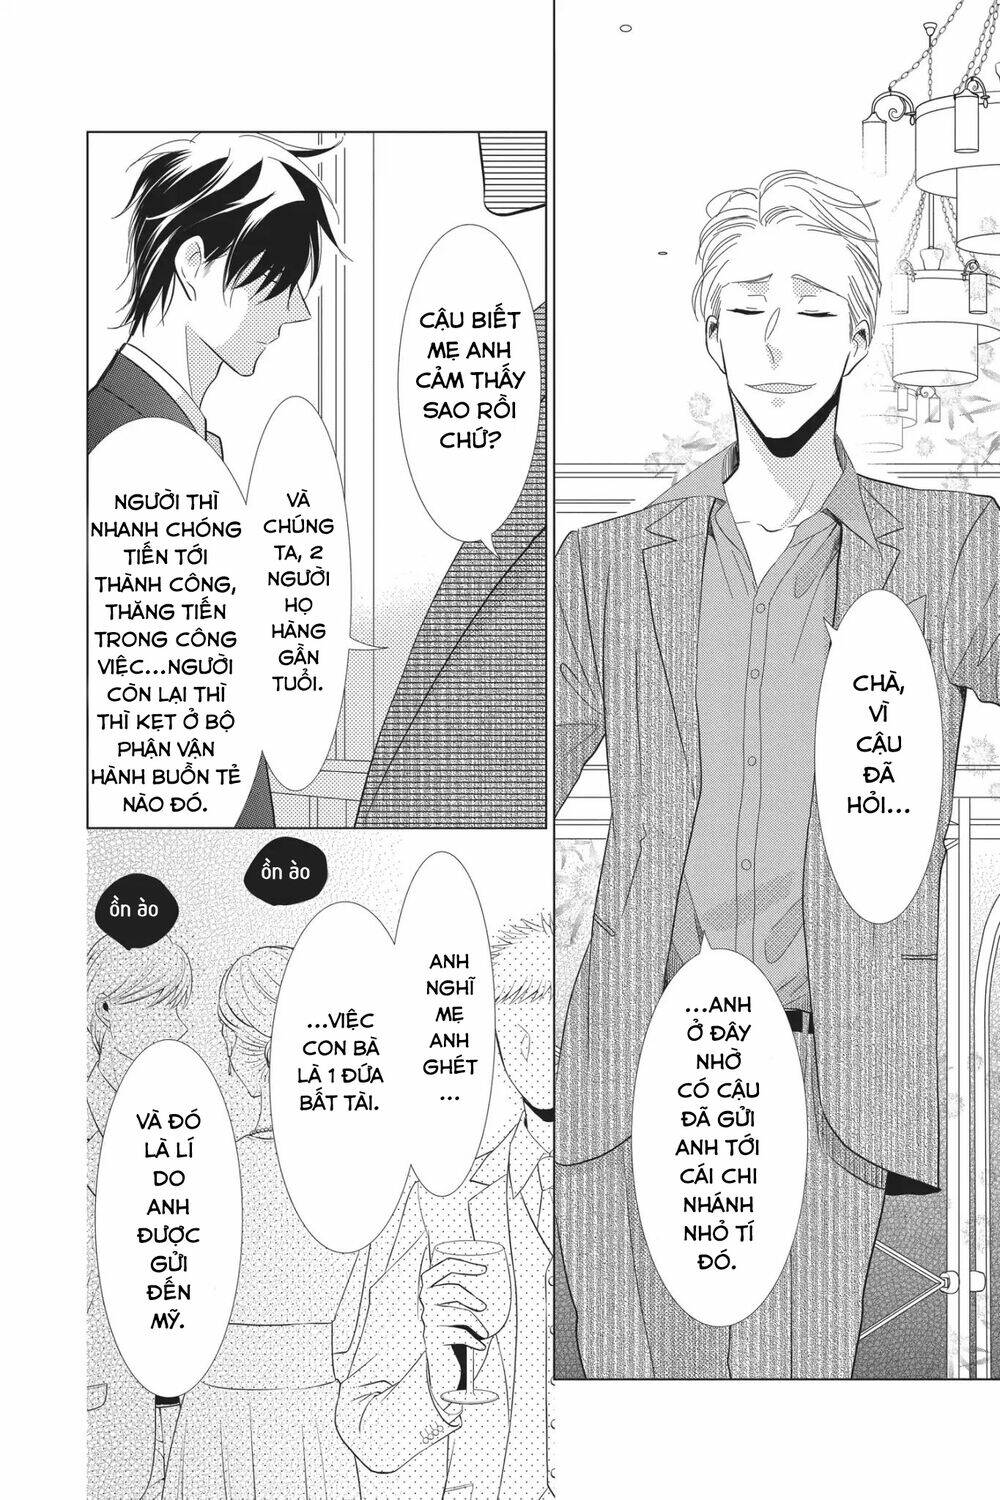 CHÀ,
VÌ
CẬU
ĐÃ
HỎI...
...ANH
Ở ĐÂY
NHỜ
CÓ CẬU
ĐÃ GỬI
ANH TỚI
CÁI CHI
NHÁNH
NHỎ TÍ
ĐÓ.
CẬU BIẾT
MẸ ANH
CẢM THẤY
SAO RỒI
CHỨ?
VÀ
CHÚNG
TA, 2
NGƯỜI
HỌ
HÀNG
GẦN
TUỔI.
NGƯỜI THÌ
NHANH CHÓNG
TIẾN TỚI
THÀNH CÔNG,
THĂNG TIẾN
TRONG CÔNG
VIỆC...NGƯỜI
CÒN LẠI THÌ
THÌ KẸT Ở BỘ
PHẬN VẬN
HÀNH BUỒN TẺ
NÀO ĐÓ.
ồn ào
ồn ào
ANH
NGHĨ
MẸ
ANH
GHÉT
...
...VIỆC
CON BÀ
LÀ 1 ĐỨA
BẤT TÀI.
VÀ ĐÓ
LÀ LÍ
DO
ANH
ĐƯỢC
GỬI
ĐẾN
MỸ.